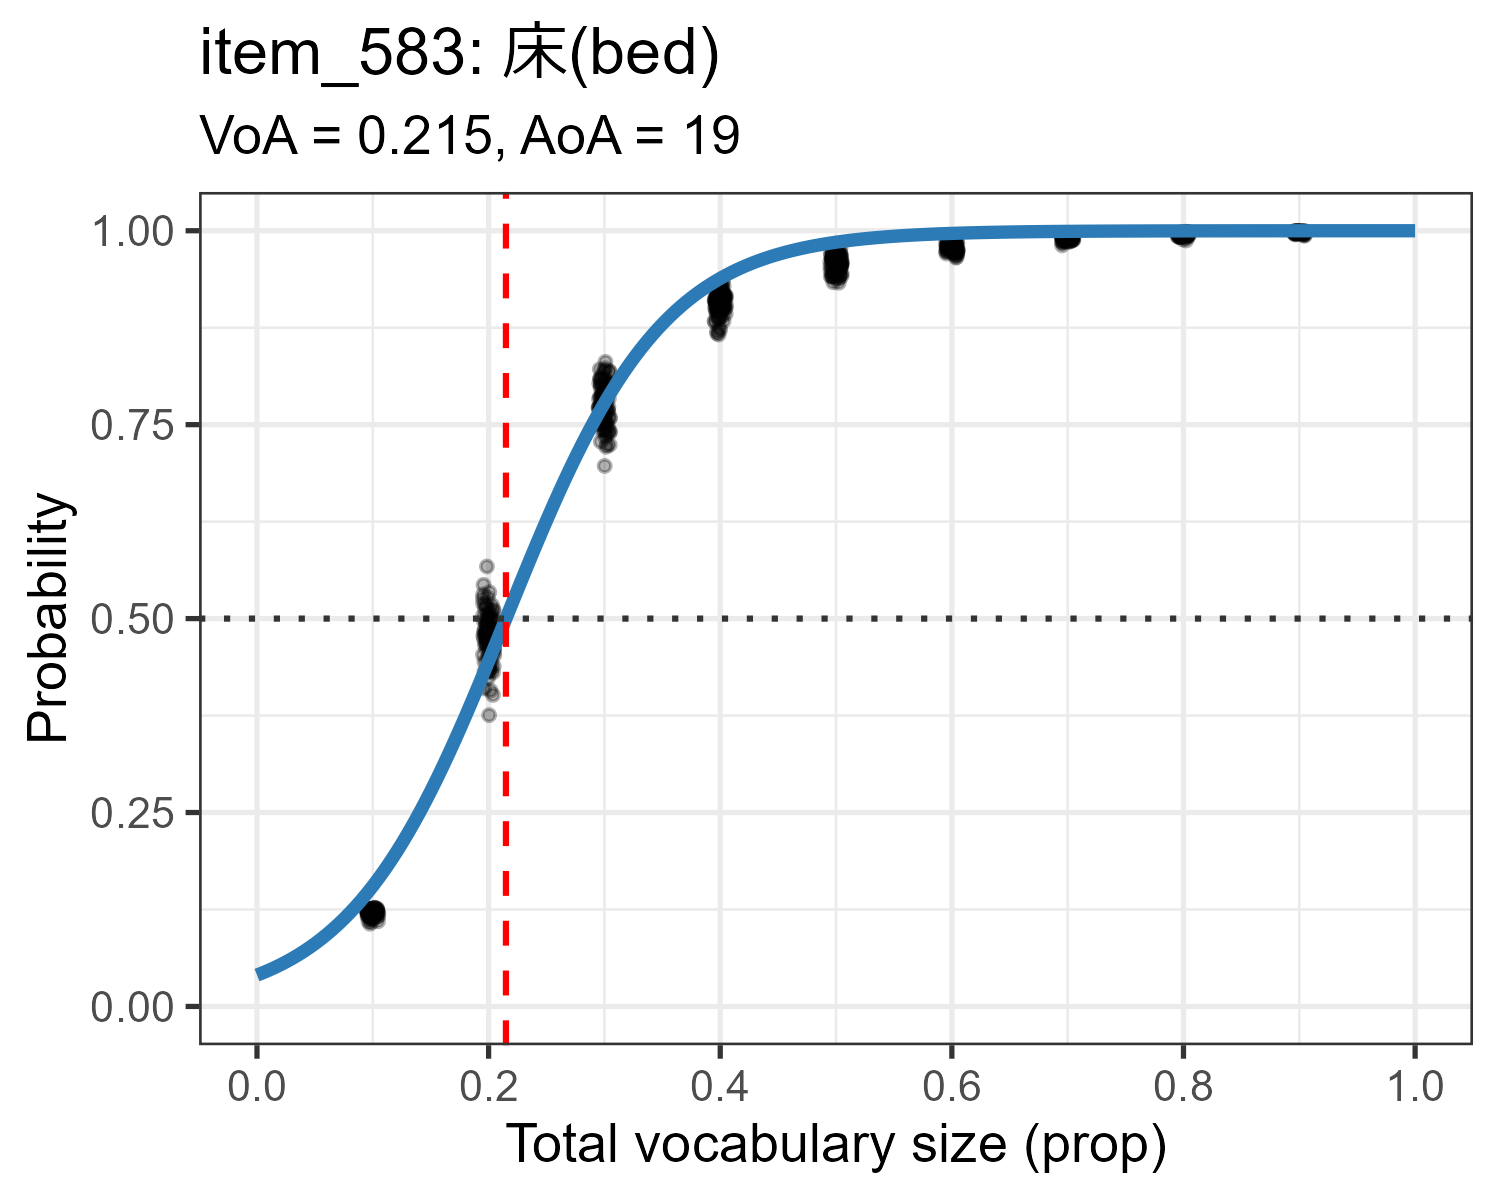 item_583: 床(bed)
VoA = 0.215, AoA = 19
Probability
1.00
0.75
0.50
0.25
0.00
0.0 0.2 0.4 0.6 0.8 1.0
Total vocabulary size (prop)